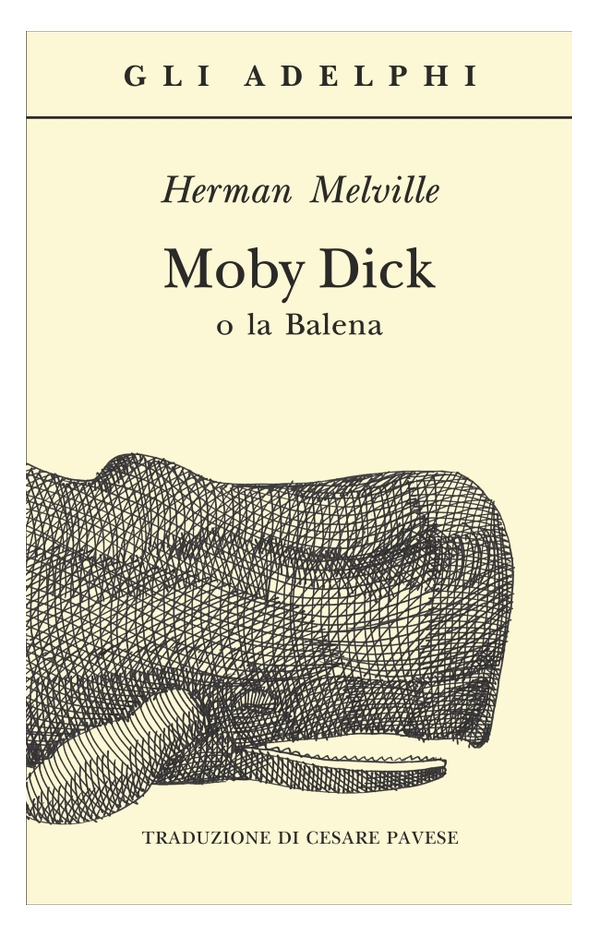 GLI ADELPHI
Herman Melville
Moby Dick
o la Balena
TRADUZIONE DI CESARE PAVESE